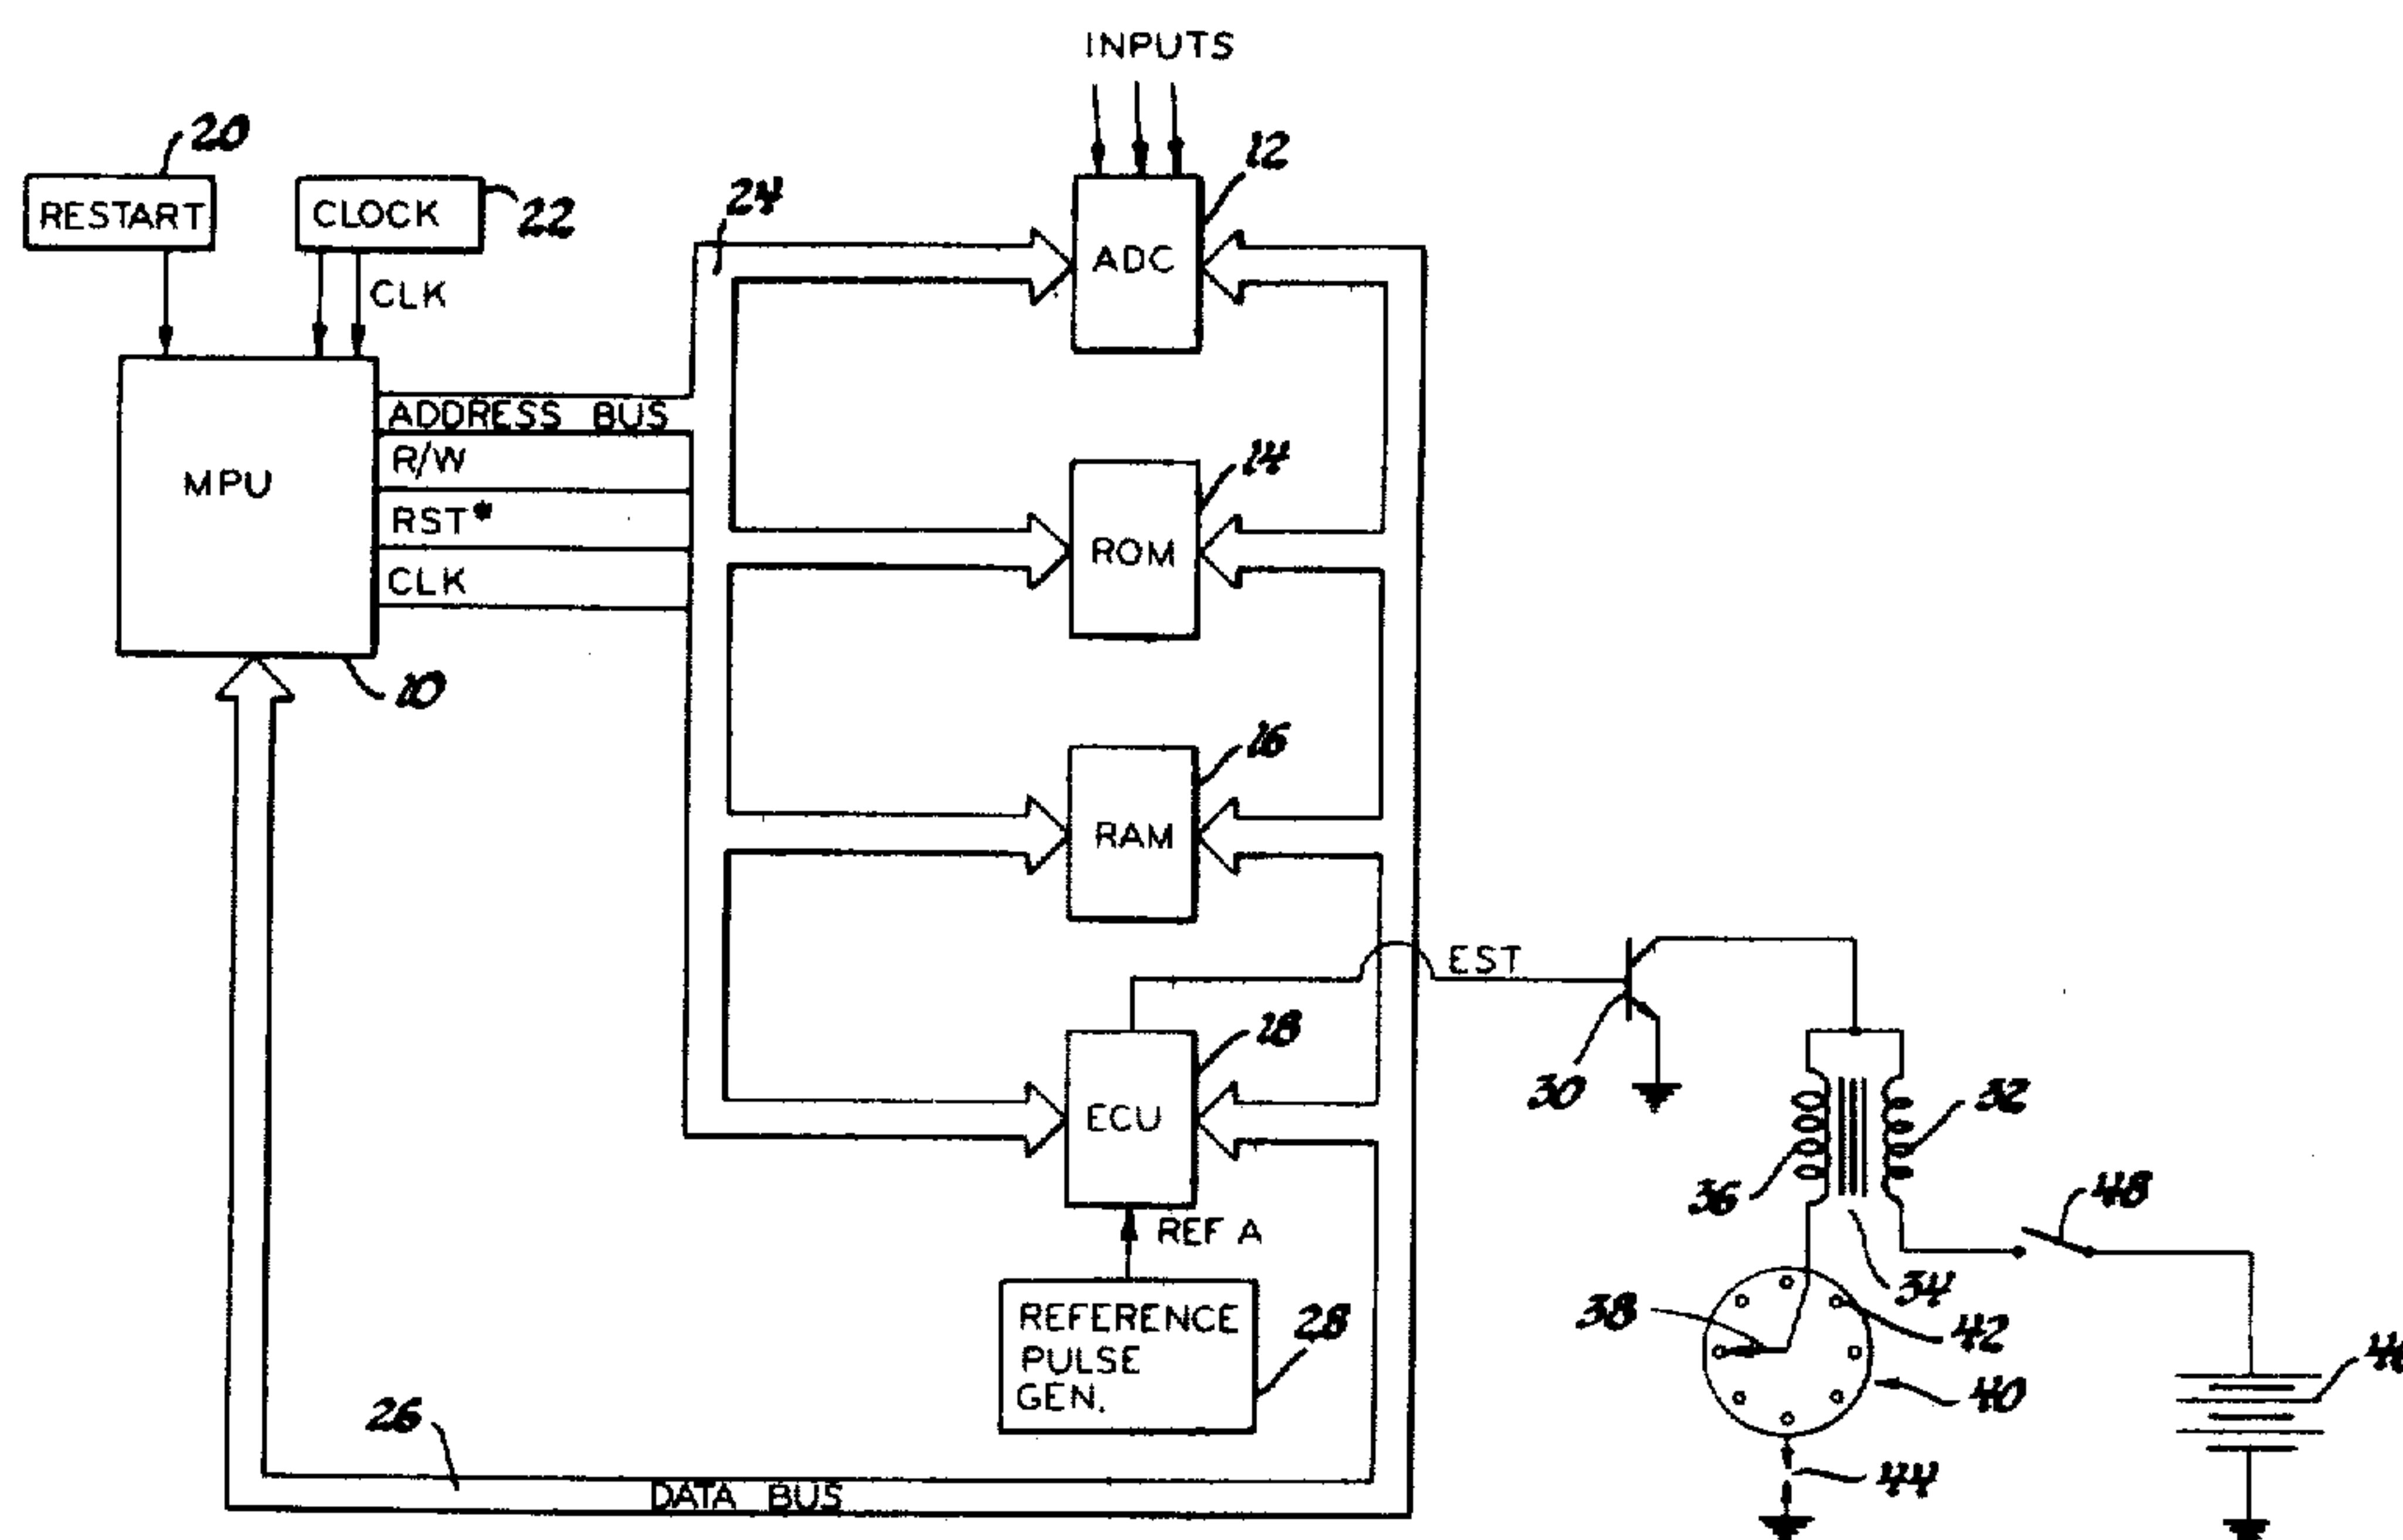 INPUTS
20
12
RESTART
CLOCK
22
24
ADC
CLK
ADDRESS BUS
R/W
MPU
RST*
CLK
14
ROM
10
16
RAM
EST
18
ECU
30
32
36
48
REF A
34
REFERENCE
PULSE
GEN.
28
38
42
40
26
DATA BUS
44